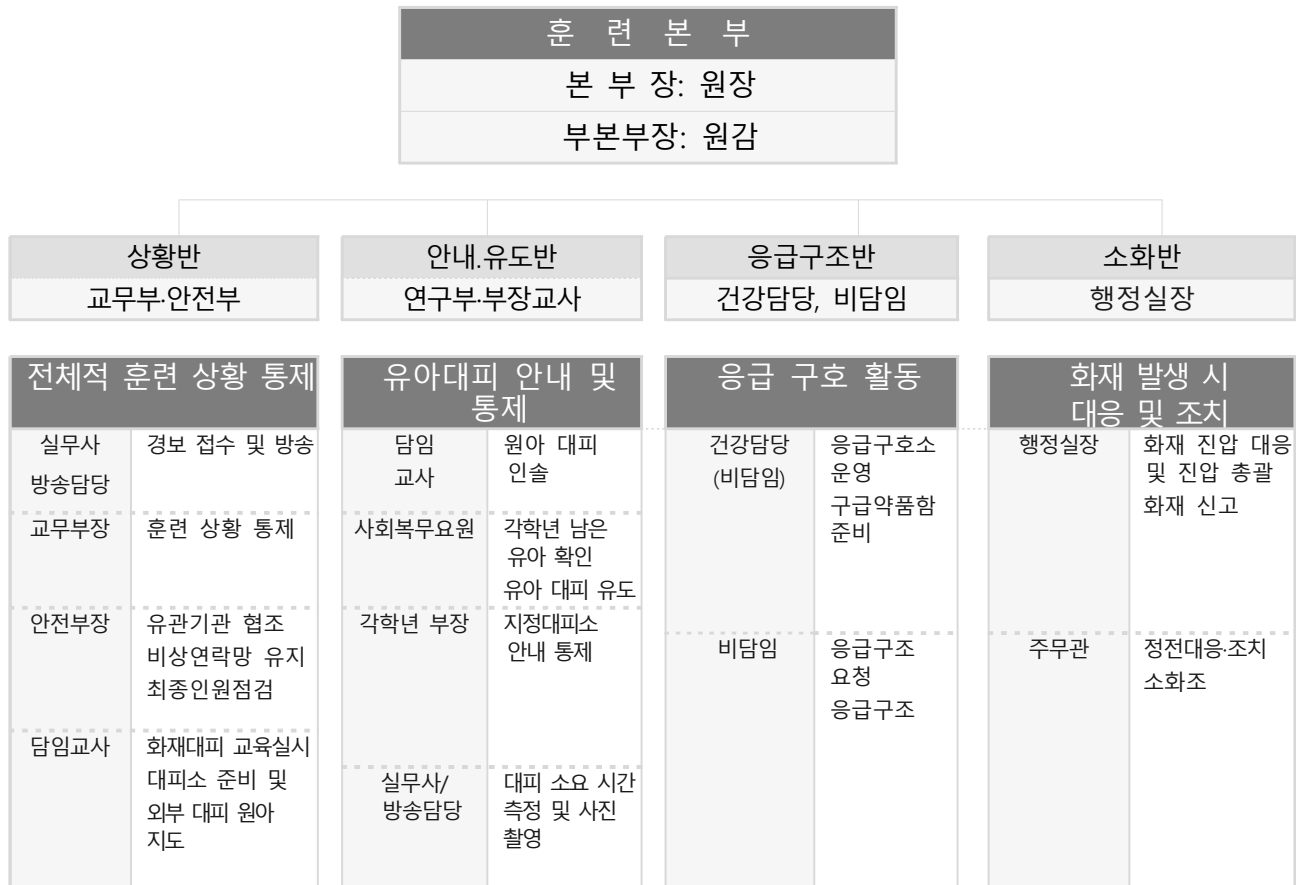 훈 련 본 부
본 부 장: 원장
부본부장: 원감
상황반
교무부·안전부
안내.유도반
연구부·부장교사
응급구조반
건강담당, 비담임
소화반
행정실장
전체적 훈련 상황 통제
실무사
방송담당
경보 접수 및 방송
교무부장
훈련 상황 통제
안전부장
유관기관 협조
비상연락망 유지
최종인원점검
담임교사
화재대피 교육실시
대피소 준비 및
외부 대피 원아
지도
유아대피 안내 및
통제
담임
교사
원아 대피
인솔
사회복무요원
각학년 남은
유아 확인
유아 대피 유도
각학년 부장
지정대피소
안내 통제
실무사/
방송담당
대피 소요 시간
측정 및 사진
촬영
응급 구호 활동
건강담당
(비담임)
응급구호소
운영
구급약품함
준비
비담임
응급구조
요청
응급구조
화재 발생 시
대응 및 조치
행정실장
화재 진압 대응
및 진압 총괄
화재 신고
주무관
정전대응·조치
소화조